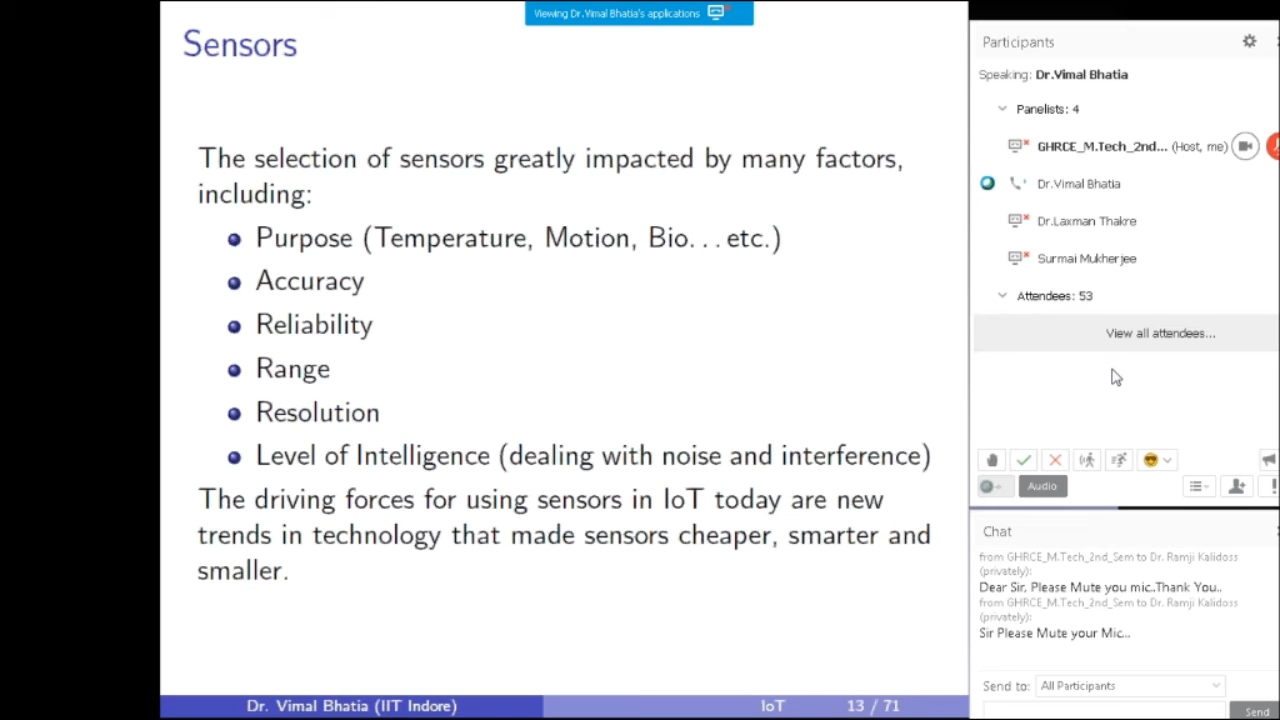 Viewing Dr.Vimal Bhatia's applications
Sensors
The selection of sensors greatly impacted by many factors,
including:
Purpose (Temperature, Motion, Bio...etc.)
Accuracy
Reliability
Range
Resolution
Level of Intelligence (dealing with noise and interference)
The driving forces for using sensors in IoT today are new
trends in technology that made sensors cheaper, smarter and
smaller.
Dr. Vimal Bhatia (IIT Indore) IoT 13 / 71
Participants
Speaking: Dr.Vimal Bhatia
Panelists: 4
GHRCE_M.Tech_2nd... (Host, me)
Dr.Vimal Bhatia
Dr.Laxman Thakre
Surmai Mukherjee
Attendees: 53
View all attendees...
Audio
Chat
from GHRCE_M.Tech_2nd_Sem to Dr. Ramji Kalidoss
(privately):
Dear Sir, Please Mute you mic..Thank You..
from GHRCE_M.Tech_2nd_Sem to Dr. Ramji Kalidoss
(privately):
Sir Please Mute your Mic...
Send to: All Participants
Send